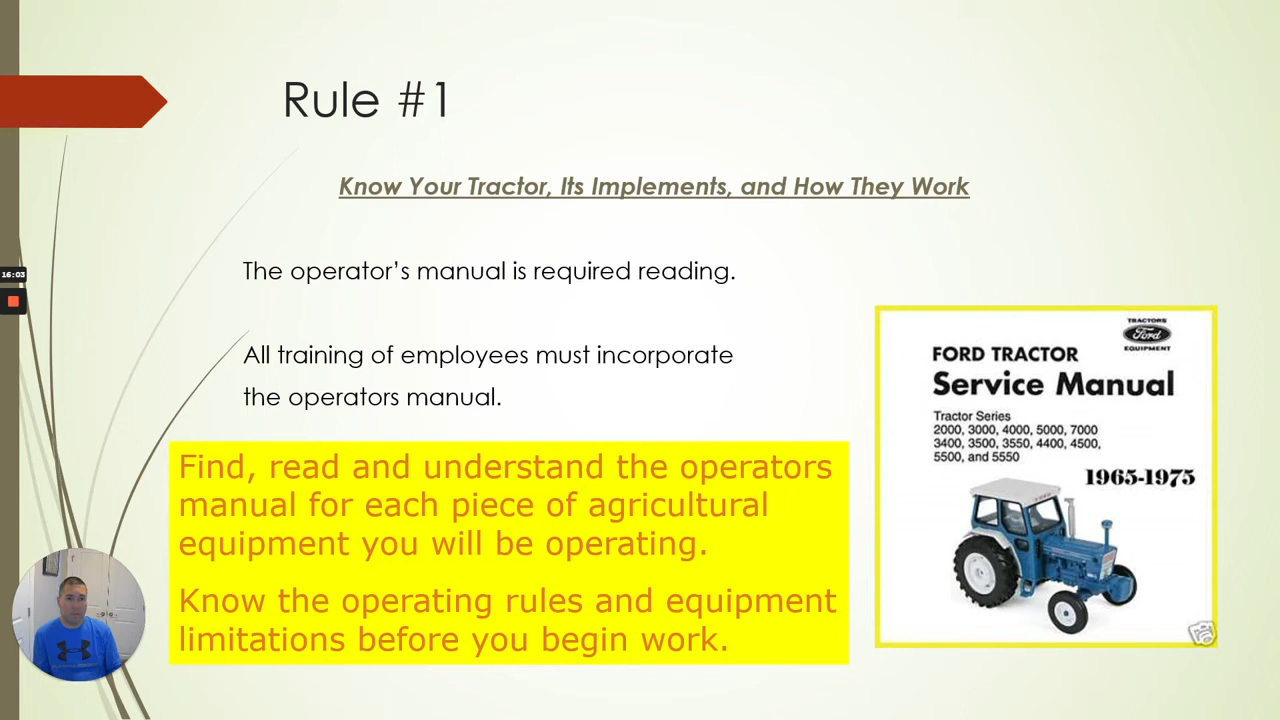 Rule #1
Know Your Tractor, Its Implements, and How They Work
The operator's manual is required reading.
All training of employees must incorporate
the operators manual.
Find, read and understand the operators
manual for each piece of agricultural
equipment you will be operating.
Know the operating rules and equipment
limitations before you begin work.
16:03
TRACTORS
Ford
EQUIPMENT
FORD TRACTOR
Service Manual
Tractor Series
2000, 3000, 4000, 5000, 7000
3400, 3500, 3550, 4400, 4500,
5500, and 5550
1965-1975